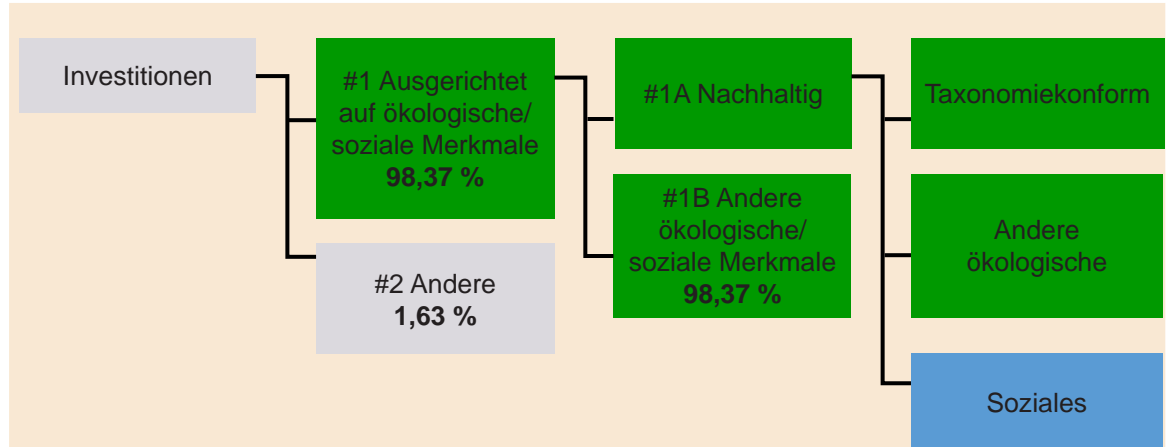 Investitionen
#1 Ausgerichtet
auf ökologische/
soziale Merkmale
98,37 %
#2 Andere
1,63 %
#1A Nachhaltig
#1B Andere
ökologische/
soziale Merkmale
98,37 %
Taxonomiekonform
Andere
ökologische
Soziales